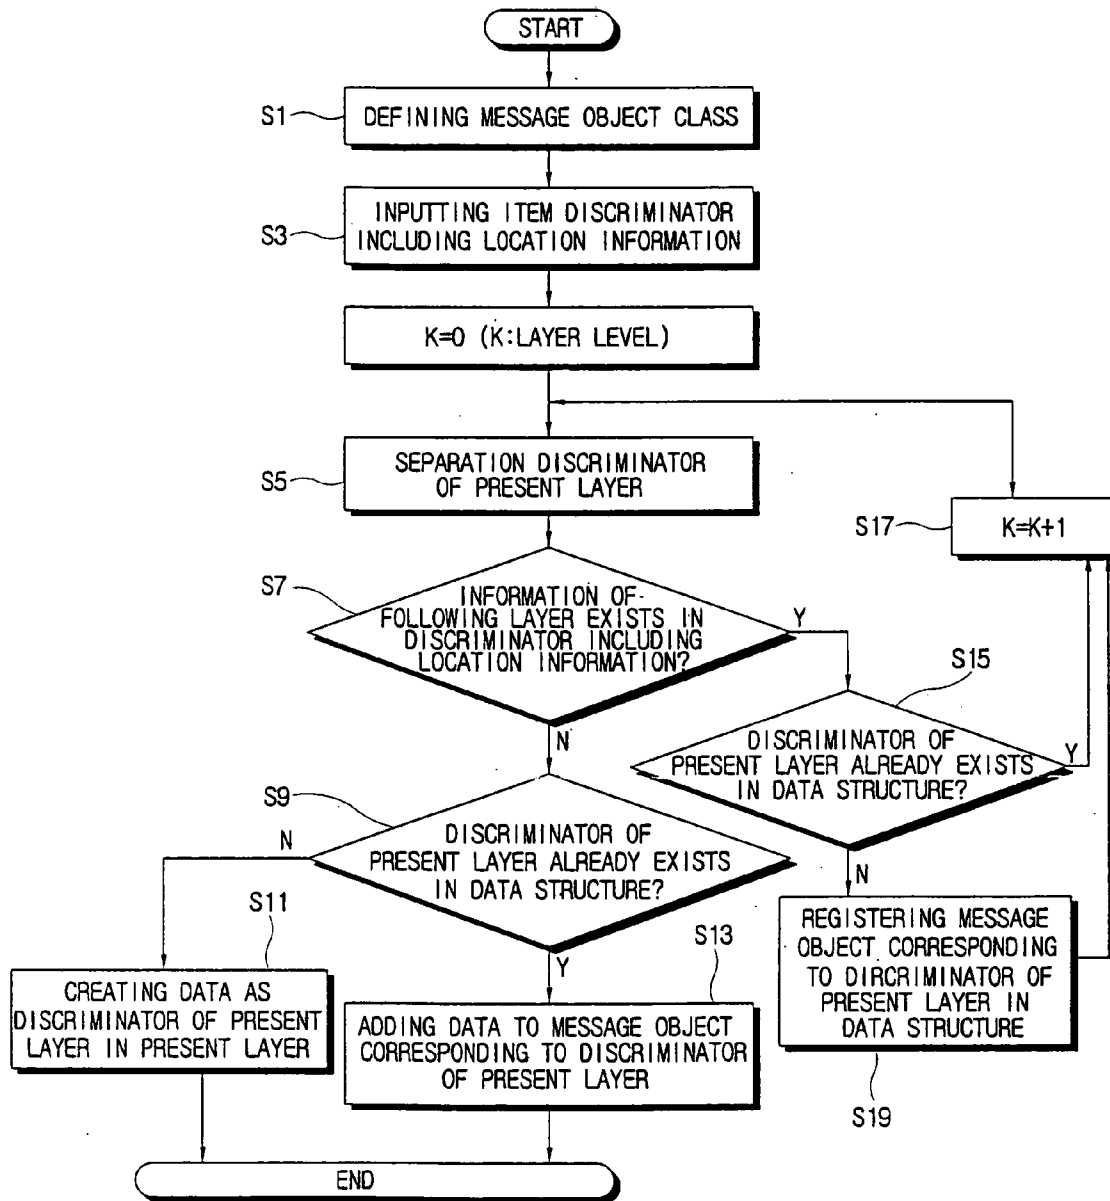 START
S1
DEFINING MESSAGE OBJECT CLASS
S3
INPUTTING ITEM DISCRIMINATOR
INCLUDING LOCATION INFORMATION
K=0 (K:LAYER LEVEL)
S5
SEPARATION DISCRIMINATOR
OF PRESENT LAYER
S17
K=K+1
S7
INFORMATION OF
FOLLOWING LAYER EXISTS IN
DISCRIMINATOR INCLUDING
LOCATION INFORMATION?
Y
N
S15
DISCRIMINATOR OF
PRESENT LAYER ALREADY EXISTS
IN DATA STRUCTURE?
Y
N
S9
DISCRIMINATOR OF
PRESENT LAYER ALREADY EXISTS
IN DATA STRUCTURE?
N
Y
S11
CREATING DATA AS
DISCRIMINATOR OF PRESENT
LAYER IN PRESENT LAYER
S13
ADDING DATA TO MESSAGE OBJECT
CORRESPONDING TO DISCRIMINATOR
OF PRESENT LAYER
REGISTERING MESSAGE
OBJECT CORRESPONDING
TO DIRCRIMINATOR OF
PRESENT LAYER IN
DATA STRUCTURE
S19
END